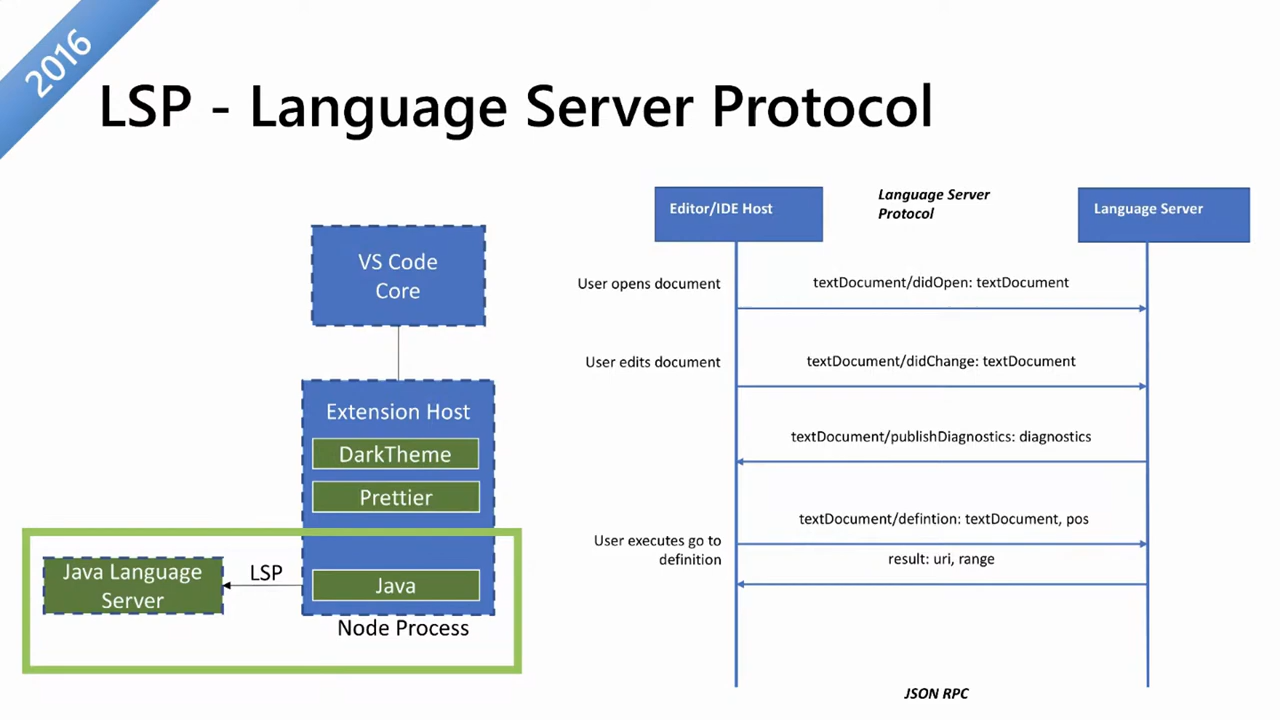 2016
LSP - Language Server Protocol
VS Code
Core
Extension Host
DarkTheme
Prettier
Java Language
Server
LSP
Java
Node Process
Editor/IDE Host
Language Server
Protocol
Language Server
User opens document
textDocument/didOpen: textDocument
User edits document
textDocument/didChange: textDocument
textDocument/publishDiagnostics: diagnostics
textDocument/defintion: textDocument, pos
User executes go to
definition
result: uri, range
JSON RPC